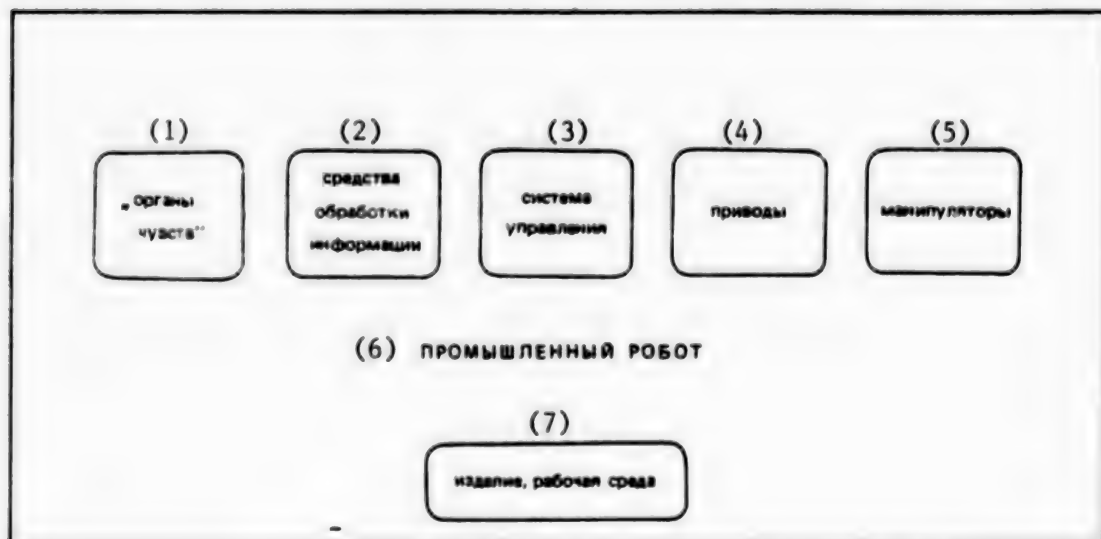 (1) (2) (3) (4) (5)
„органы
чувств"
средства
обработки
информации
система
управления
приводы
манипуляторы
(6) ПРОМЫШЛЕННЫЙ РОБОТ
(7)
изделие, рабочая среда